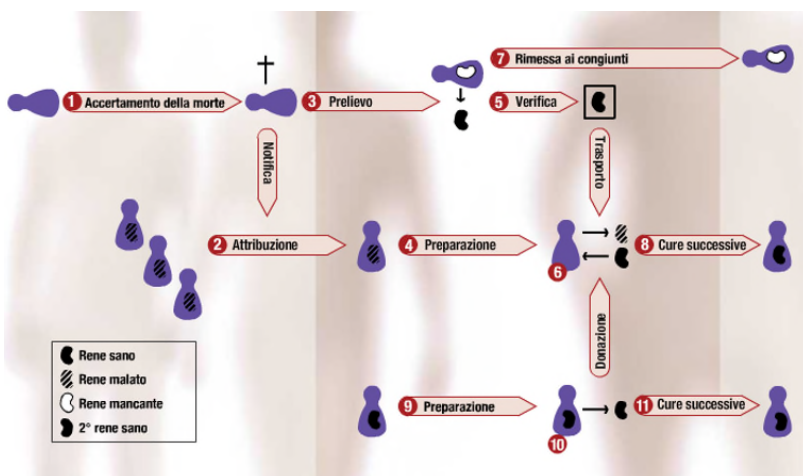 7 Rimessa ai congiunti
1 Accertamento della morte
3 Prelievo
5 Verifica
Notifica
Trasporto
2 Attribuzione
4 Preparazione
6
8 Cure successive
Donazione
Rene sano
Rene malato
Rene mancante
2° rene sano
9 Preparazione
10
11 Cure successive